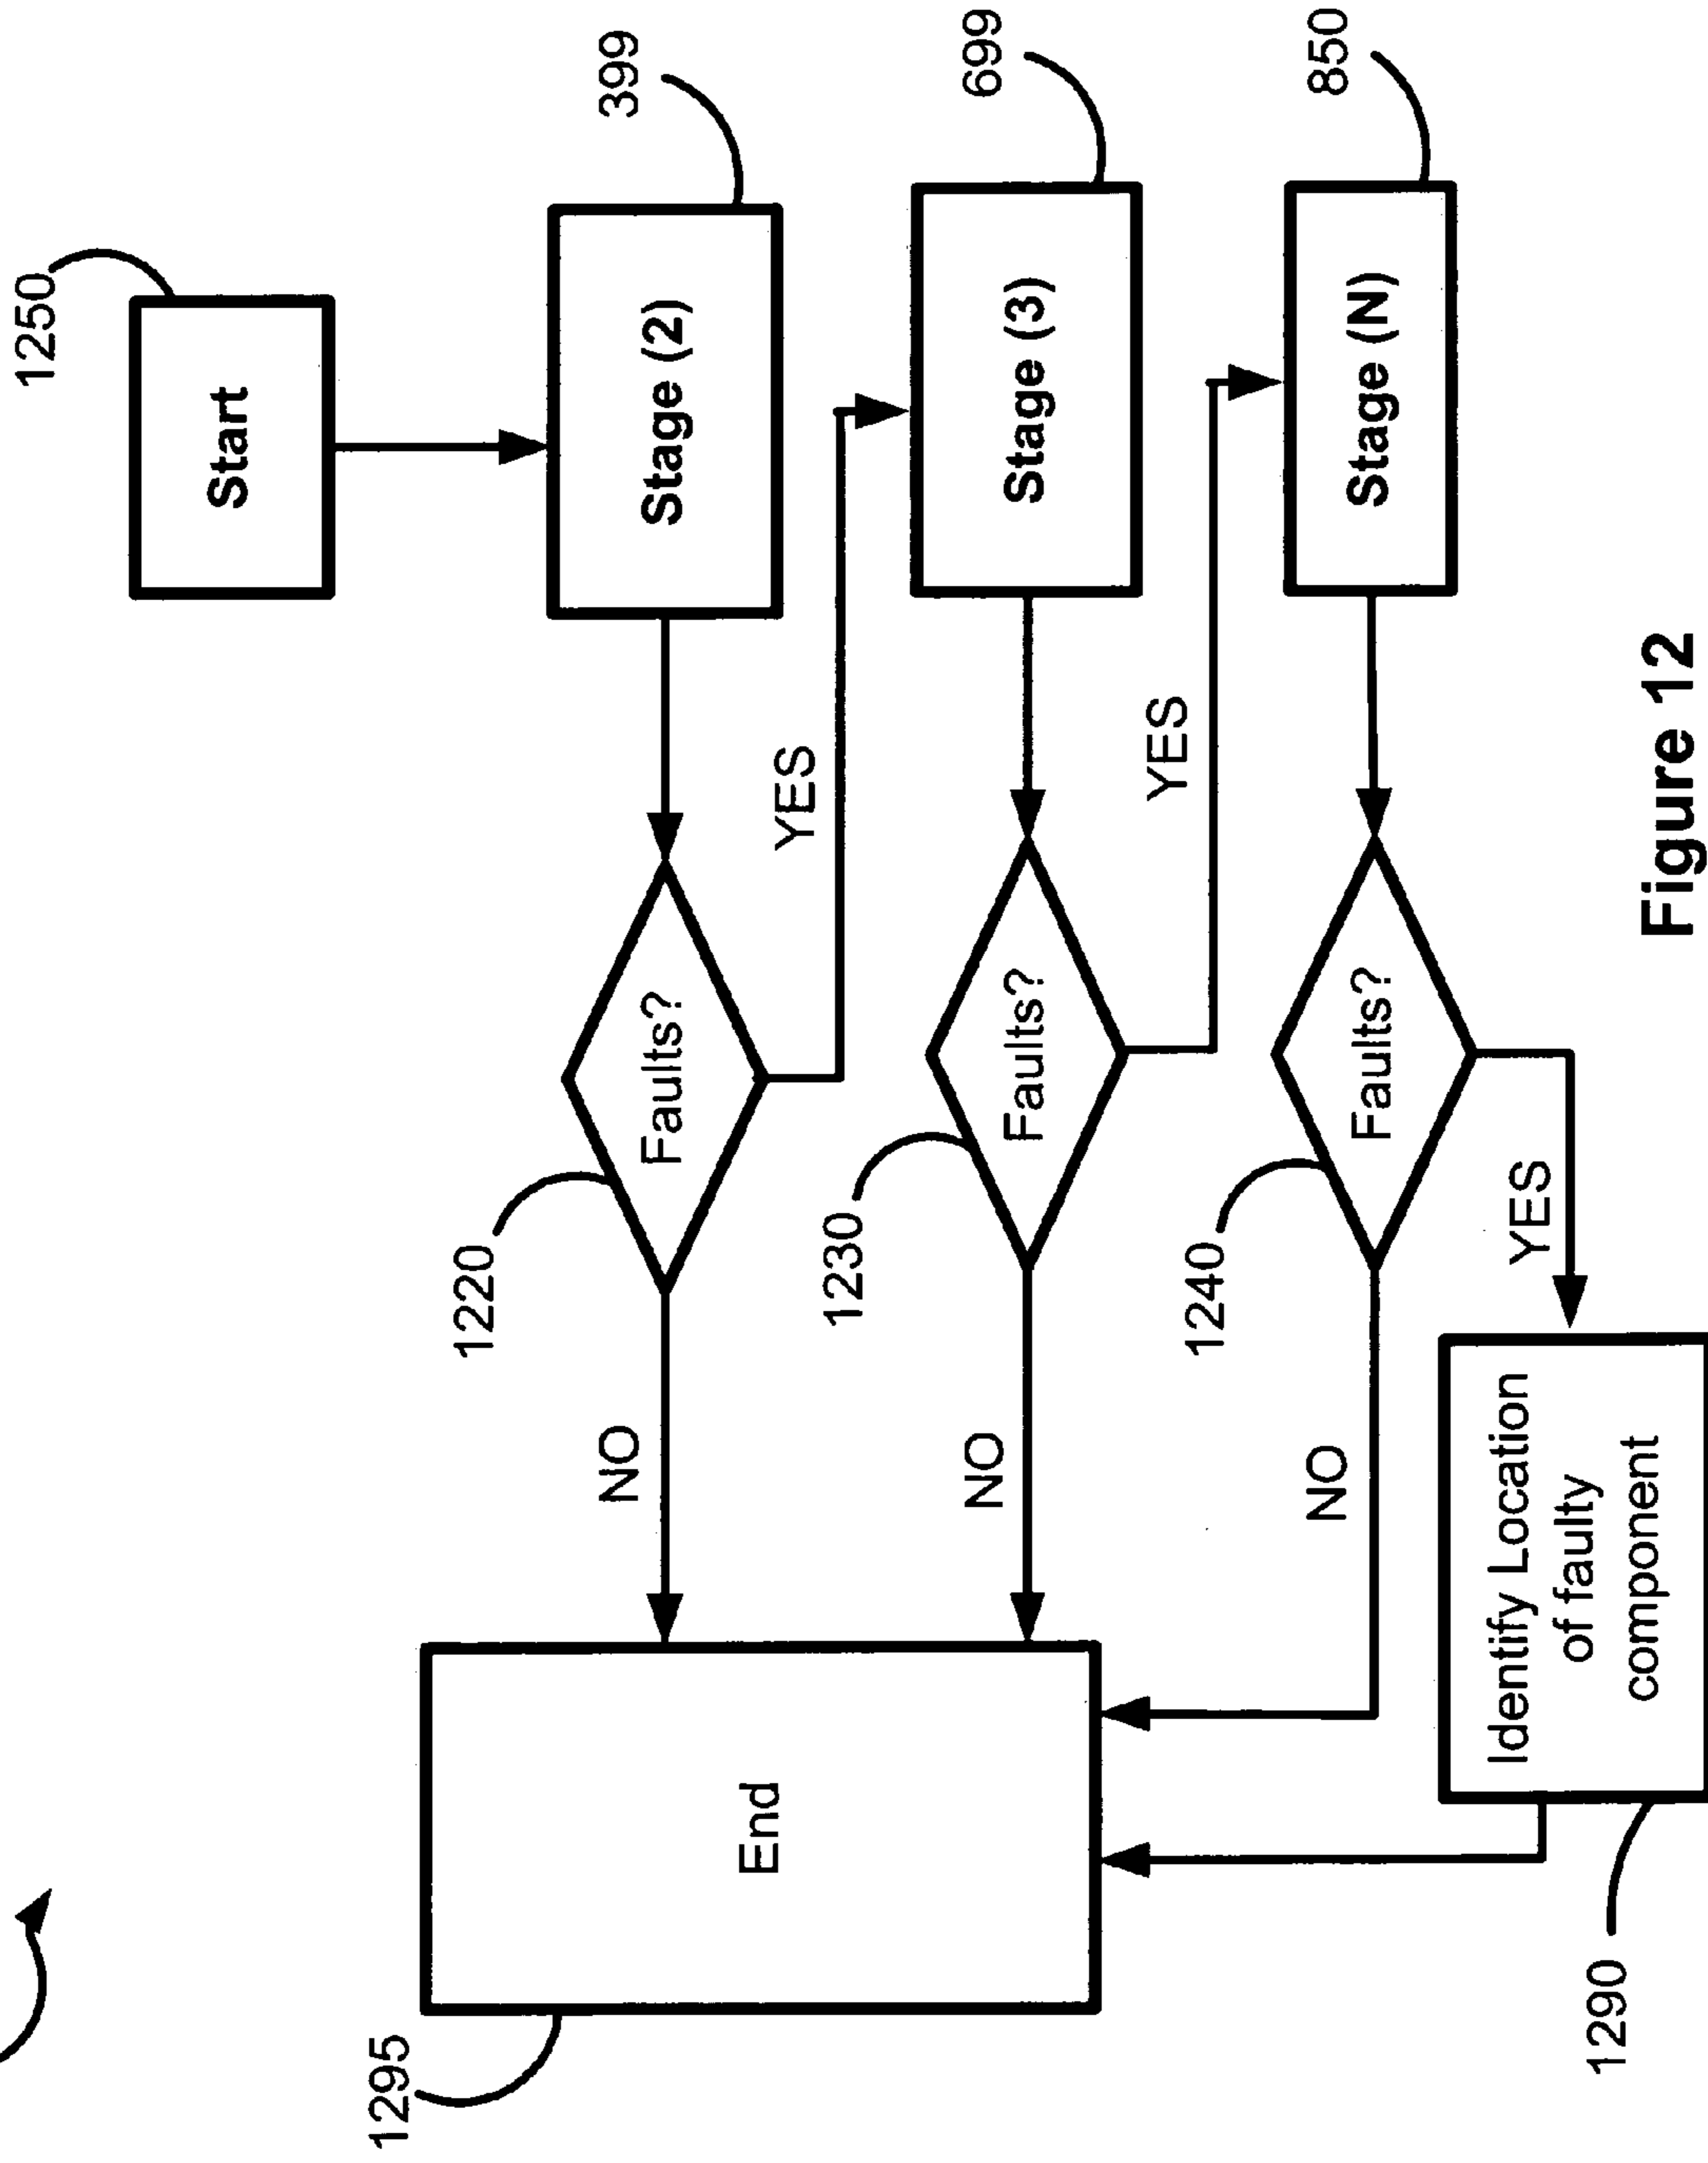 1250
Start
399
Stage (2)
1220
Faults?
NO
YES
699
Stage (3)
1230
Faults?
NO
YES
850
Stage (N)
1240
Faults?
NO
YES
1295
End
Identify Location
of faulty
component
1290
Figure 12